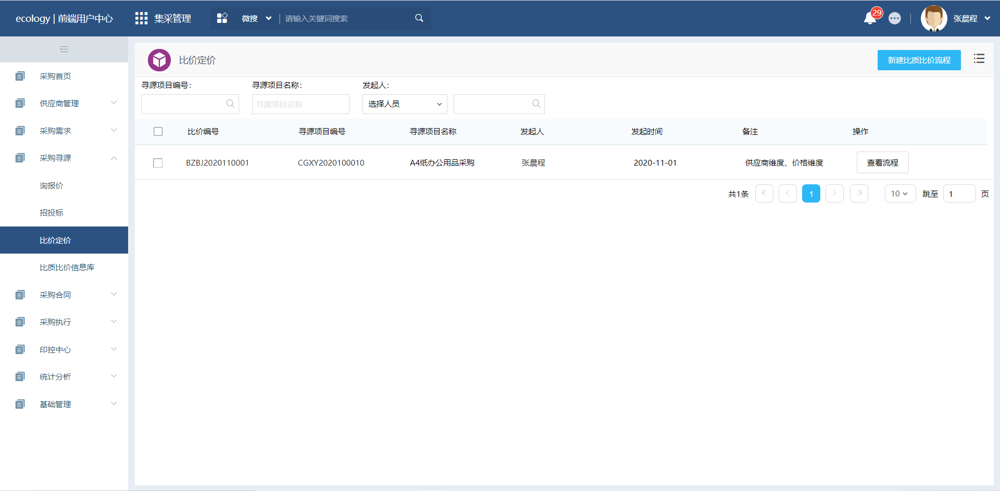 ecology | 前端用户中心 集采管理 微搜 请输入关键词搜索 29 张晨程
采购首页
供应商管理
采购需求
采购寻源
询报价
招投标
比价定价
比质比价信息库
采购合同
采购执行
印控中心
统计分析
基础管理
比价定价 新建比质比价流程
寻源项目编号: 寻源项目名称: 发起人:
寻源项目名称 选择人员
比价编号 寻源项目编号 寻源项目名称 发起人 发起时间 备注 操作
BZBJ2020110001 CGXY2020100010 A4纸办公用品采购 张晨程 2020-11-01 供应商维度、价格维度 查看流程
共1条 1 10 跳至 1 页